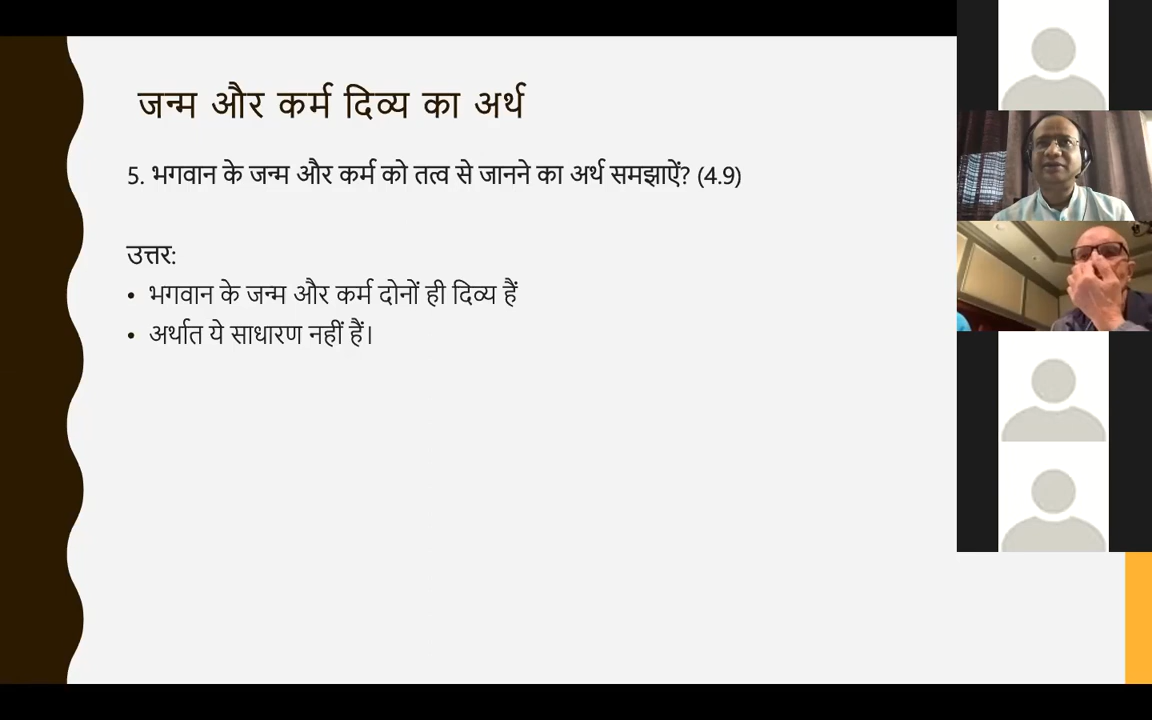 जन्म और कर्म दिव्य का अर्थ
5. भगवान के जन्म और कर्म को तत्व से जानने का अर्थ समझाऐं? (4.9)
उत्तर:
• भगवान के जन्म और कर्म दोनों ही दिव्य हैं
• अर्थात ये साधारण नहीं हैं।